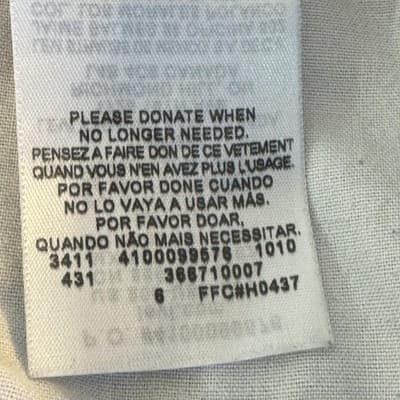 PLEASE DONATE WHEN
NO LONGER NEEDED.
PENSEZ A FAIRE DON DE CE VETEMENT
QUAND VOUS N'EN AVEZ PLUS L'USAGE.
POR FAVOR DONE CUANDO
NO LO VAYA A USAR MÁS.
POR FAVOR DOAR,
QUANDO NÃO MAIS NECESSITAR.
3411 4100099576 1010
431 366710007
6 FFC#H0437